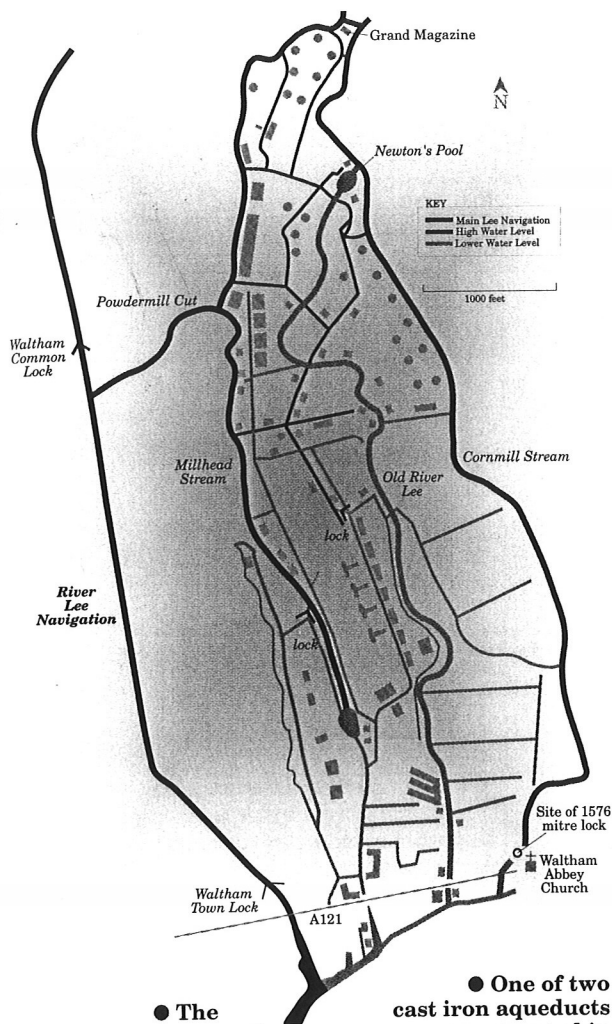 Grand Magazine
N
Newton's Pool
KEY
Main Lee Navigation
High Water Level
Lower Water Level
1000 feet
Powdermill Cut
Waltham
Common
Lock
Millhead
Stream
Cornmill Stream
Old River
Lee
lock
River
Lee
Navigation
lock
Site of 1576
mitre lock
Waltham
Abbey
Church
Waltham
Town Lock
A121
● The
● One of two
cast iron aqueducts